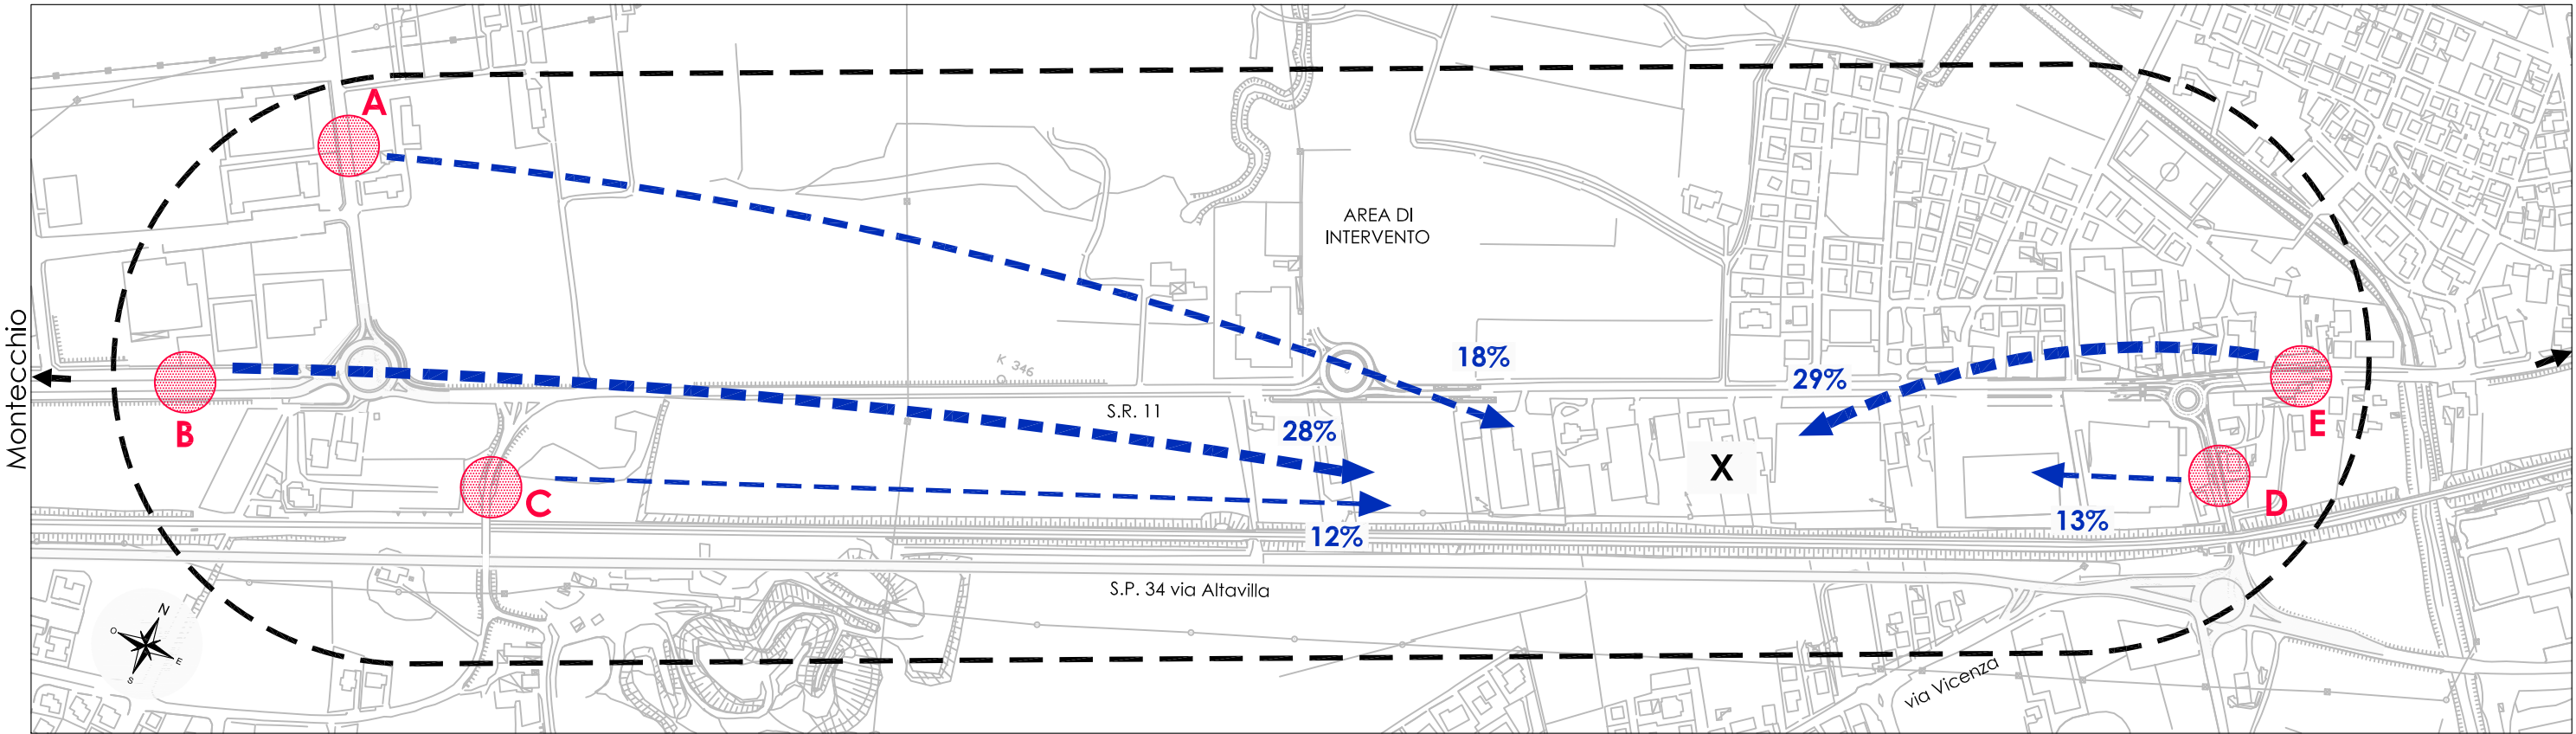 A
AREA DI
INTERVENTO
Montecchio
K 346
18%
29%
S.R. 11
B
28%
E
X
C
D
13%
12%
S.P. 34 via Altavilla
N
O
E
S
via Vicenza